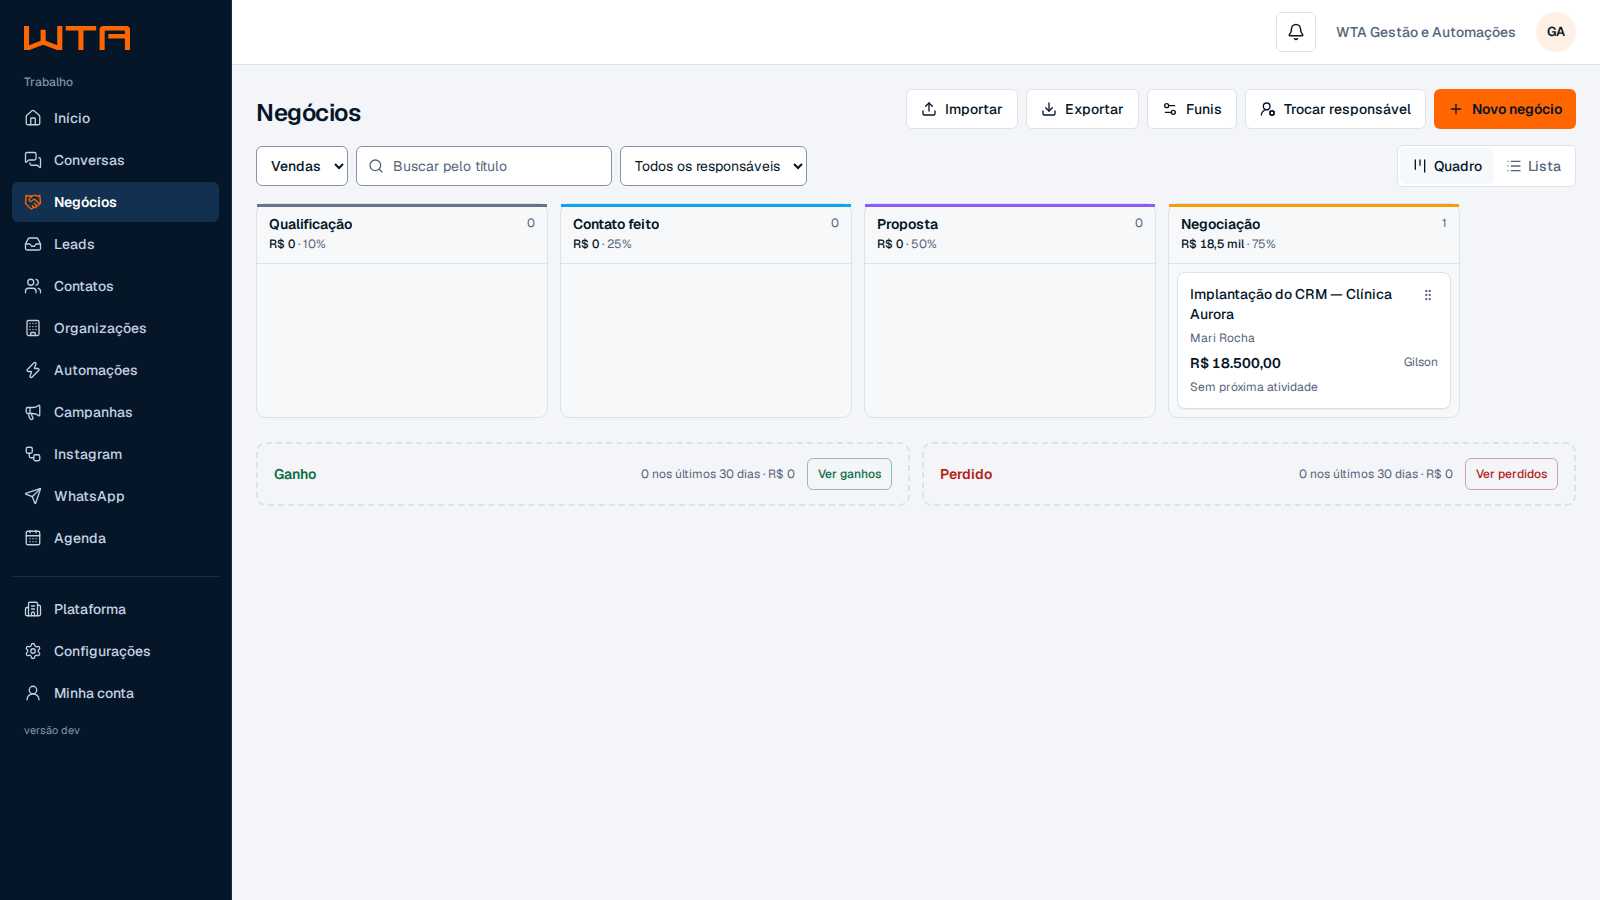 WTA
WTA Gestão e Automações
GA
Trabalho
Início
Conversas
Negócios
Leads
Contatos
Organizações
Automações
Campanhas
Instagram
WhatsApp
Agenda
Plataforma
Configurações
Minha conta
versão dev
Negócios
Importar
Exportar
Funis
Trocar responsável
Novo negócio
Vendas
Buscar pelo título
Todos os responsáveis
Quadro
Lista
Qualificação 0
R$ 0 · 10%
Contato feito 0
R$ 0 · 25%
Proposta 0
R$ 0 · 50%
Negociação 1
R$ 18,5 mil · 75%
Implantação do CRM — Clínica
Aurora
Mari Rocha
R$ 18.500,00 Gilson
Sem próxima atividade
Ganho 0 nos últimos 30 dias · R$ 0 Ver ganhos
Perdido 0 nos últimos 30 dias · R$ 0 Ver perdidos